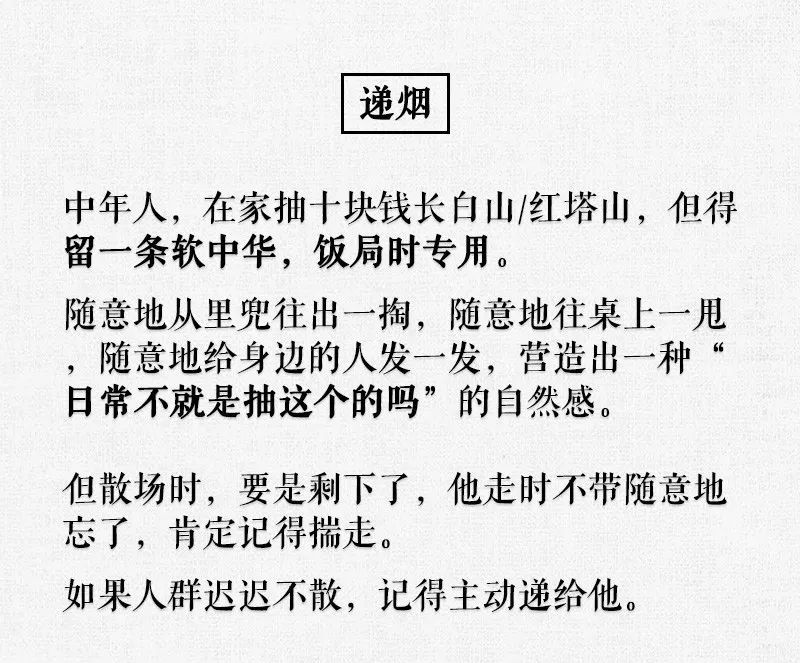 递烟
中年人，在家抽十块钱长白山/红塔山，但得
留一条软中华，饭局时专用。
随意地从里兜往出一掏，随意地往桌上一甩
，随意地给身边的人发一发，营造出一种“
日常不就是抽这个的吗”的自然感。
但散场时，要是剩下了，他走时不带随意地
忘了，肯定记得揣走。
如果人群迟迟不散，记得主动递给他。